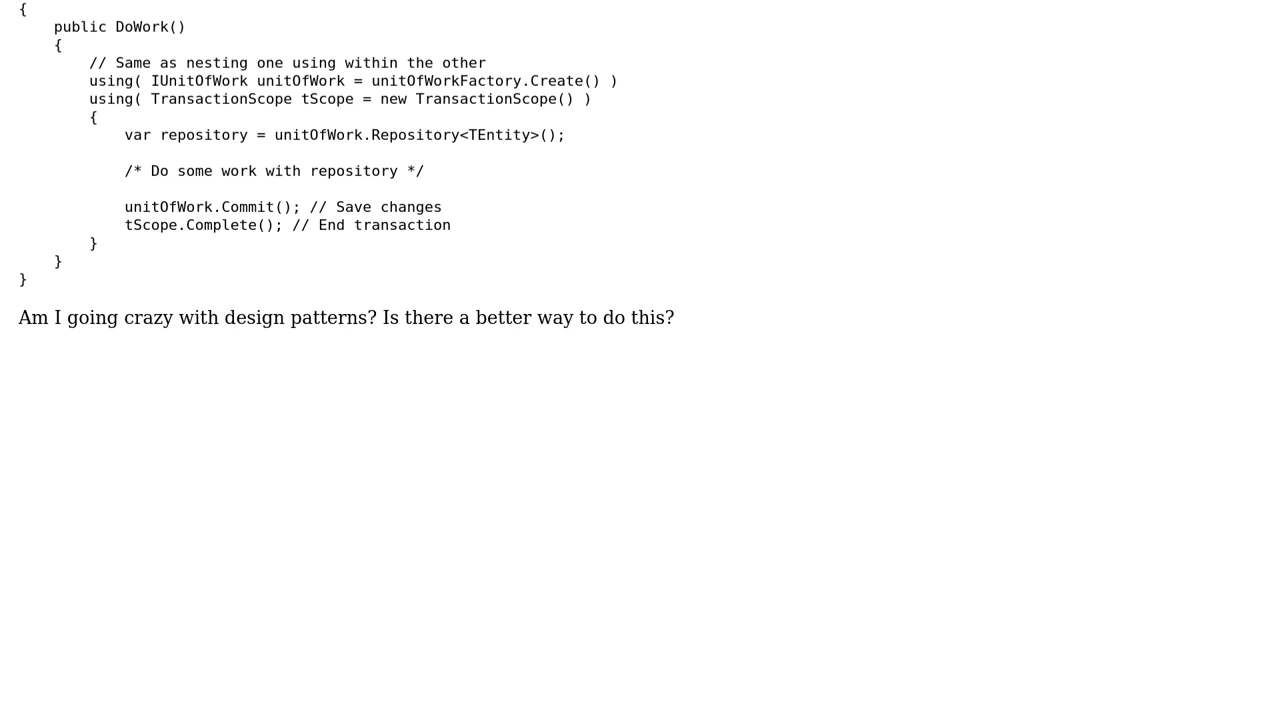 {
    public DoWork()
    {
        // Same as nesting one using within the other
        using( IUnitOfWork unitOfWork = unitOfWorkFactory.Create() )
        using( TransactionScope tScope = new TransactionScope() )
        {
            var repository = unitOfWork.Repository<TEntity>();

            /* Do some work with repository */

            unitOfWork.Commit(); // Save changes
            tScope.Complete(); // End transaction
        }
    }
}
Am I going crazy with design patterns? Is there a better way to do this?